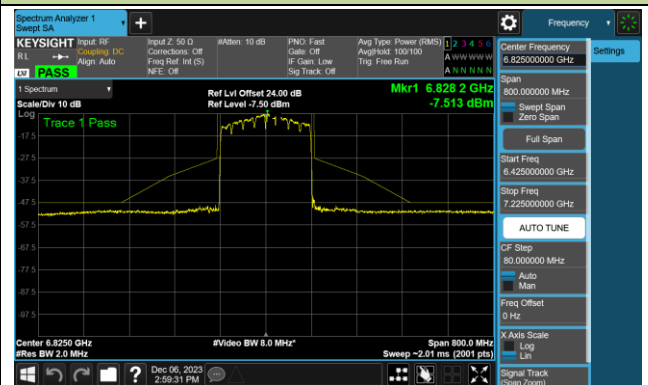 Spectrum Analyzer 1
Swept SA
+
Frequency
KEYSIGHT Input: RF Input Z: 50 Ω #Atten: 10 dB PNO: Fast Avg Type: Power (RMS) 1 2 3 4 5 6
RL Coupling: DC Corrections: Off Gate: Off Avg|Hold: 100/100 A W W W W W
Align: Auto Freq Ref: Int (S) IF Gain: Low Trig: Free Run
LXI PASS NFE: Off Sig Track: Off A N N N N N
1 Spectrum
Scale/Div 10 dB
Ref Lvl Offset 24.00 dB
Ref Level -7.50 dBm
Mkr1 6.828 2 GHz
-7.513 dBm
Log
Trace 1 Pass
1
-17.5
-27.5
-37.5
-47.5
-57.5
-67.5
-77.5
-87.5
-97.5
Center 6.8250 GHz #Video BW 8.0 MHz* Span 800.0 MHz
#Res BW 2.0 MHz Sweep ~2.01 ms (2001 pts)
Dec 06, 2023
2:59:31 PM
?
Center Frequency
6.825000000 GHz
Settings
Span
800.000000 MHz
Swept Span
Zero Span
Full Span
Start Freq
6.425000000 GHz
Stop Freq
7.225000000 GHz
AUTO TUNE
CF Step
80.000000 MHz
Auto
Man
Freq Offset
0 Hz
X Axis Scale
Log
Lin
Signal Track
(Span Zoom)